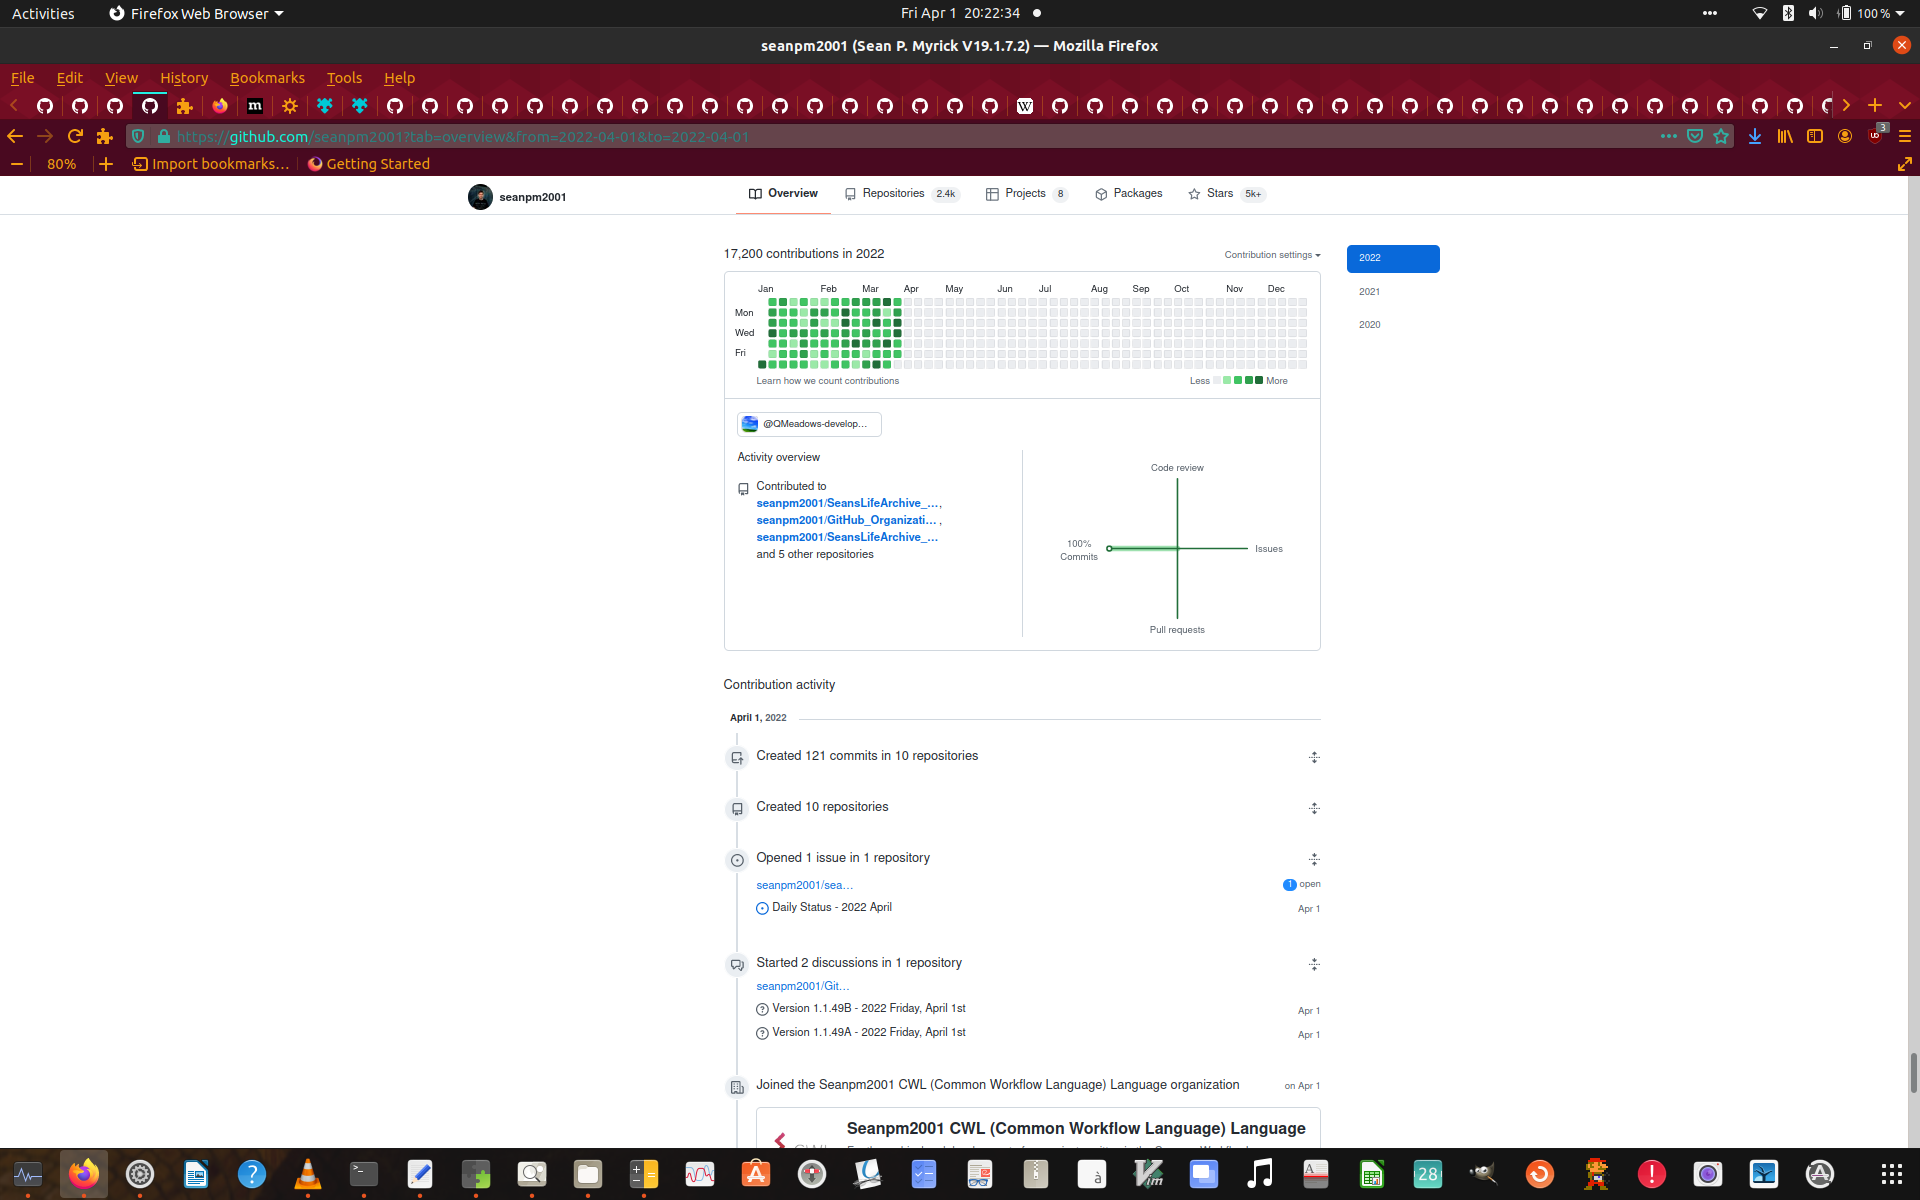 Activities Firefox Web Browser Fri Apr 1 20:22:34 100 %
seanpm2001 (Sean P. Myrick V19.1.7.2) — Mozilla Firefox
File Edit View History Bookmarks Tools Help
https://github.com/seanpm2001?tab=overview&from=2022-04-01&to=2022-04-01 3
80% Import bookmarks... Getting Started
seanpm2001 Overview Repositories 2.4k Projects 8 Packages Stars 5k+
17,200 contributions in 2022 Contribution settings 2022
2021
2020
Jan Feb Mar Apr May Jun Jul Aug Sep Oct Nov Dec
Mon
Wed
Fri
Learn how we count contributions Less More
@QMeadows-develop...
Activity overview
Contributed to
seanpm2001/SeansLifeArchive_...,
seanpm2001/GitHub_Organizati... ,
seanpm2001/SeansLifeArchive_...
and 5 other repositories
Code review
100%
Commits
Issues
Pull requests
Contribution activity
April 1, 2022
Created 121 commits in 10 repositories
Created 10 repositories
Opened 1 issue in 1 repository
seanpm2001/sea... 1 open
Daily Status - 2022 April Apr 1
Started 2 discussions in 1 repository
seanpm2001/Git...
Version 1.1.49B - 2022 Friday, April 1st Apr 1
Version 1.1.49A - 2022 Friday, April 1st Apr 1
Joined the Seanpm2001 CWL (Common Workflow Language) Language organization on Apr 1
Seanpm2001 CWL (Common Workflow Language) Language
28